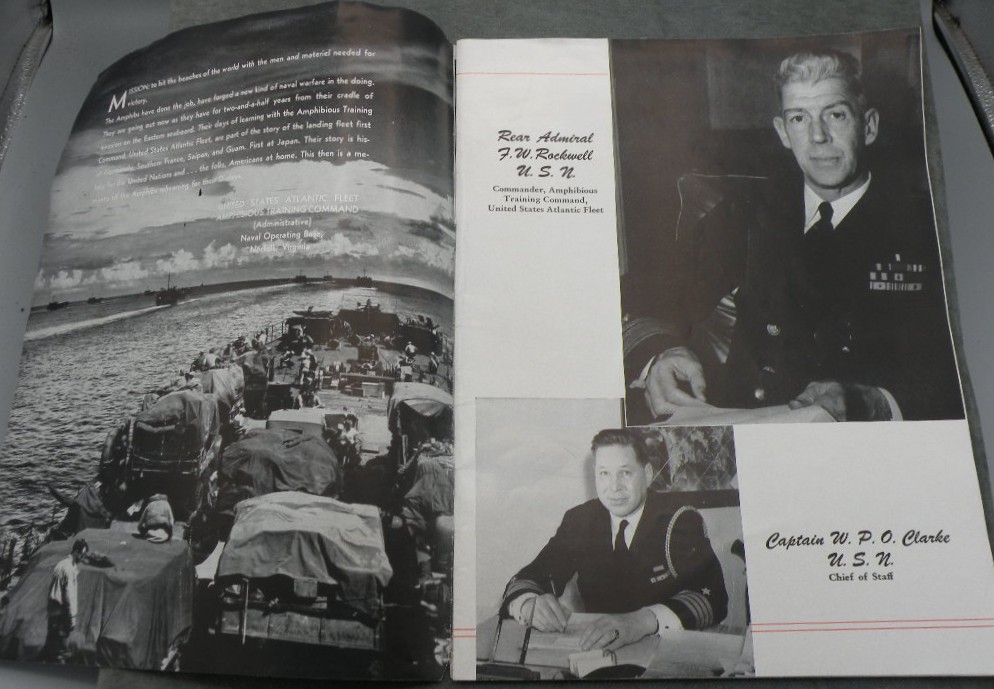 MISSION: to hit the beaches of the world with the men and materiel needed for
victory.
The Amphibs have done the job, have forged a new kind of naval warfare in the doing.
They are going out now as they have for two-and-a-half years from their cradle of
on the Eastern seaboard. Their days of learning with the Amphibious Training
Command, United States Atlantic Fleet, are part of the story of the landing fleet first
at Southern France, Saipan, and Guam. First at Japan. Their story is his-
tory for the United Nations and . . . the folks, Americans at home. This then is a me-
mento of the Amphibs rehearsing for their D-days.
UNITED STATES ATLANTIC FLEET
AMPHIBIOUS TRAINING COMMAND
(Administrative)
Naval Operating Base
Norfolk, Virginia
Rear Admiral
F. W. Rockwell
U. S. N.
Commander, Amphibious
Training Command,
United States Atlantic Fleet
Captain W. P. O. Clarke
U. S. N.
Chief of Staff